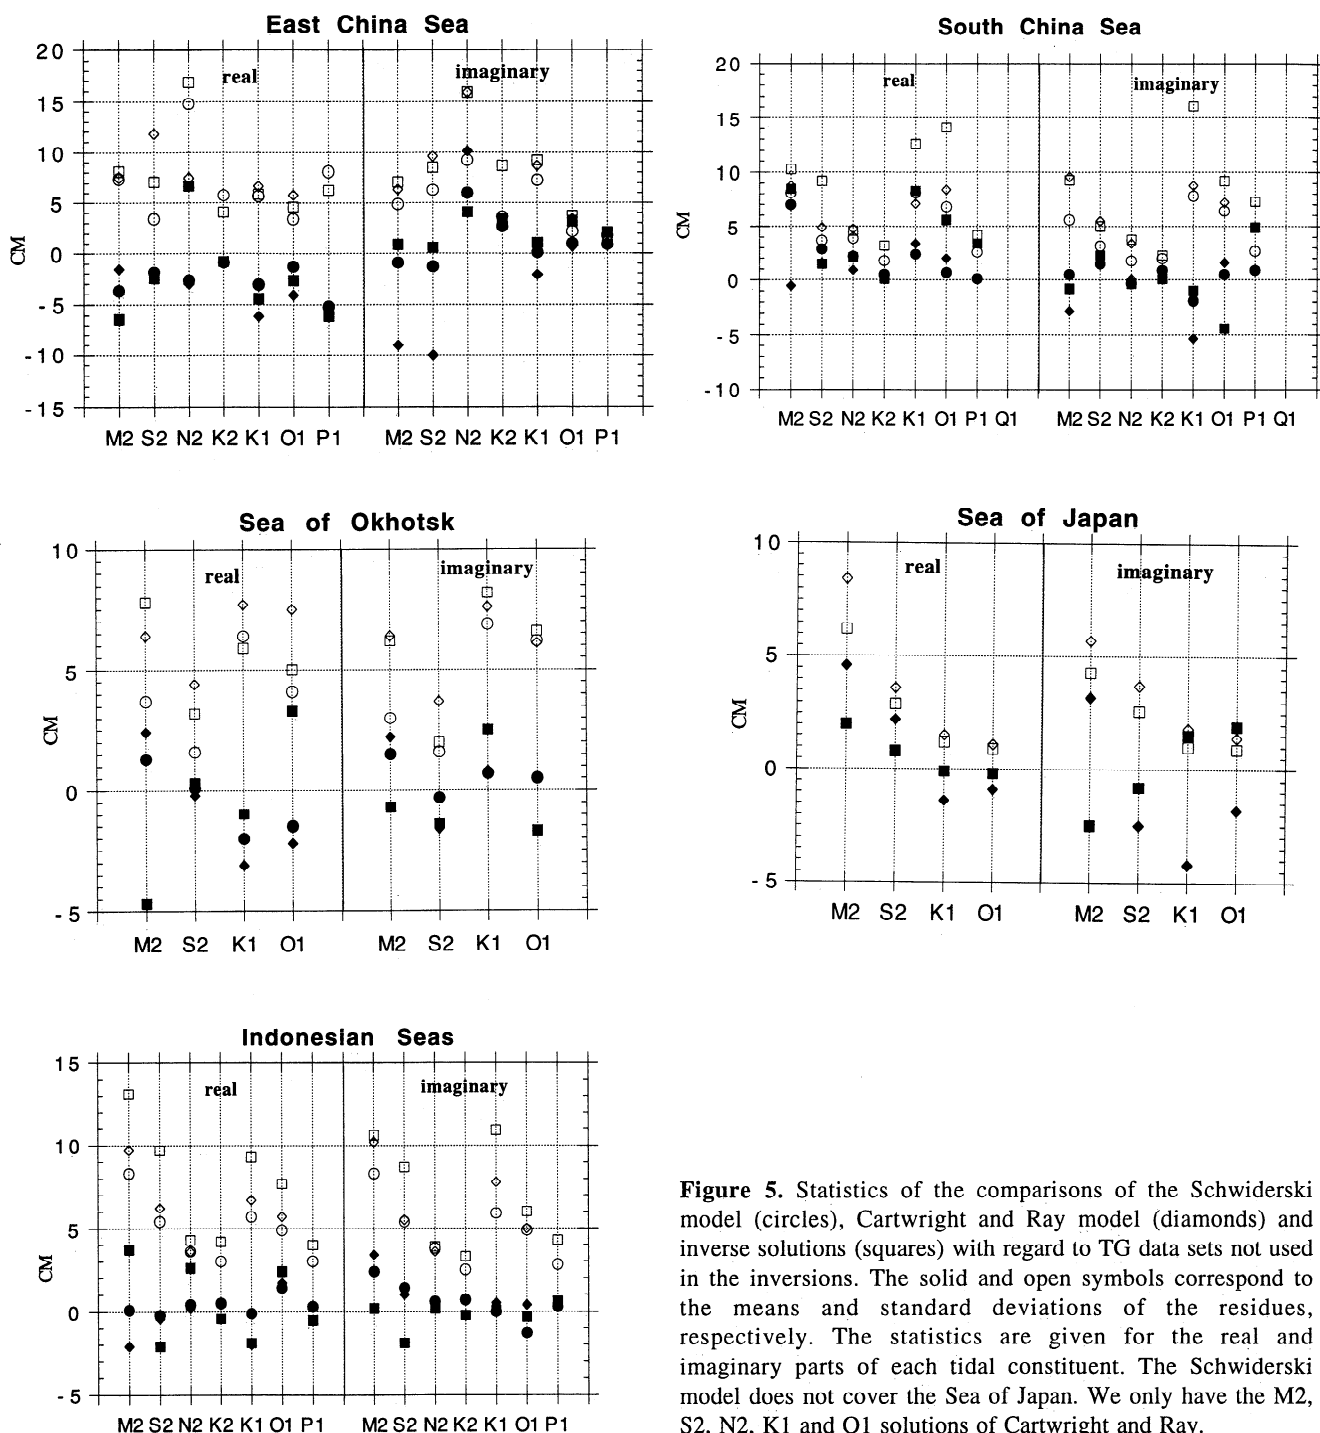 East China Sea
20
15
10
5
0
-5
-10
-15
CM
real
imaginary
M2 S2 N2 K2 K1 O1 P1 M2 S2 N2 K2 K1 O1 P1
South China Sea
20
15
10
5
0
-5
-10
CM
real
imaginary
M2 S2 N2 K2 K1 O1 P1 Q1 M2 S2 N2 K2 K1 O1 P1 Q1
Sea of Okhotsk
10
5
0
-5
CM
real
imaginary
M2 S2 K1 O1 M2 S2 K1 O1
Sea of Japan
10
5
0
-5
CM
real
imaginary
M2 S2 K1 O1 M2 S2 K1 O1
Indonesian Seas
15
10
5
0
-5
CM
real
imaginary
M2 S2 N2 K2 K1 O1 P1 M2 S2 N2 K2 K1 O1 P1
Figure 5. Statistics of the comparisons of the Schwiderski
model (circles), Cartwright and Ray model (diamonds) and
inverse solutions (squares) with regard to TG data sets not used
in the inversions. The solid and open symbols correspond to
the means and standard deviations of the residues,
respectively. The statistics are given for the real and
imaginary parts of each tidal constituent. The Schwiderski
model does not cover the Sea of Japan. We only have the M2,
S2, N2, K1 and O1 solutions of Cartwright and Ray.